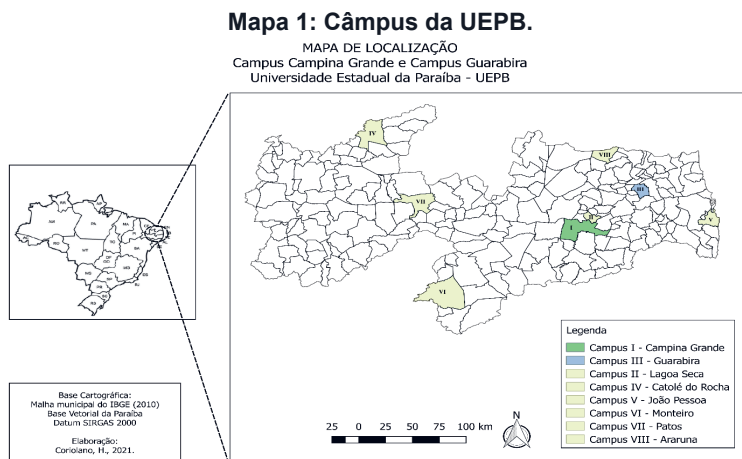 Mapa 1: Câmpus da UEPB.
MAPA DE LOCALIZAÇÃO
Campus Campina Grande e Campus Guarabira
Universidade Estadual da Paraíba - UEPB
IV
VIII
III
VII
II
V
I
VI
Legenda
Campus I - Campina Grande
Campus III - Guarabira
Campus II - Lagoa Seca
Campus IV - Catolé do Rocha
Campus V - João Pessoa
Campus VI - Monteiro
Campus VII - Patos
Campus VIII - Araruna
Base Cartográfica:
Malha municipal do IBGE (2010)
Base Vetorial da Paraíba
Datum SIRGAS 2000
Elaboração:
Coriolano, H., 2021.
N
25 0 25 50 75 100 km